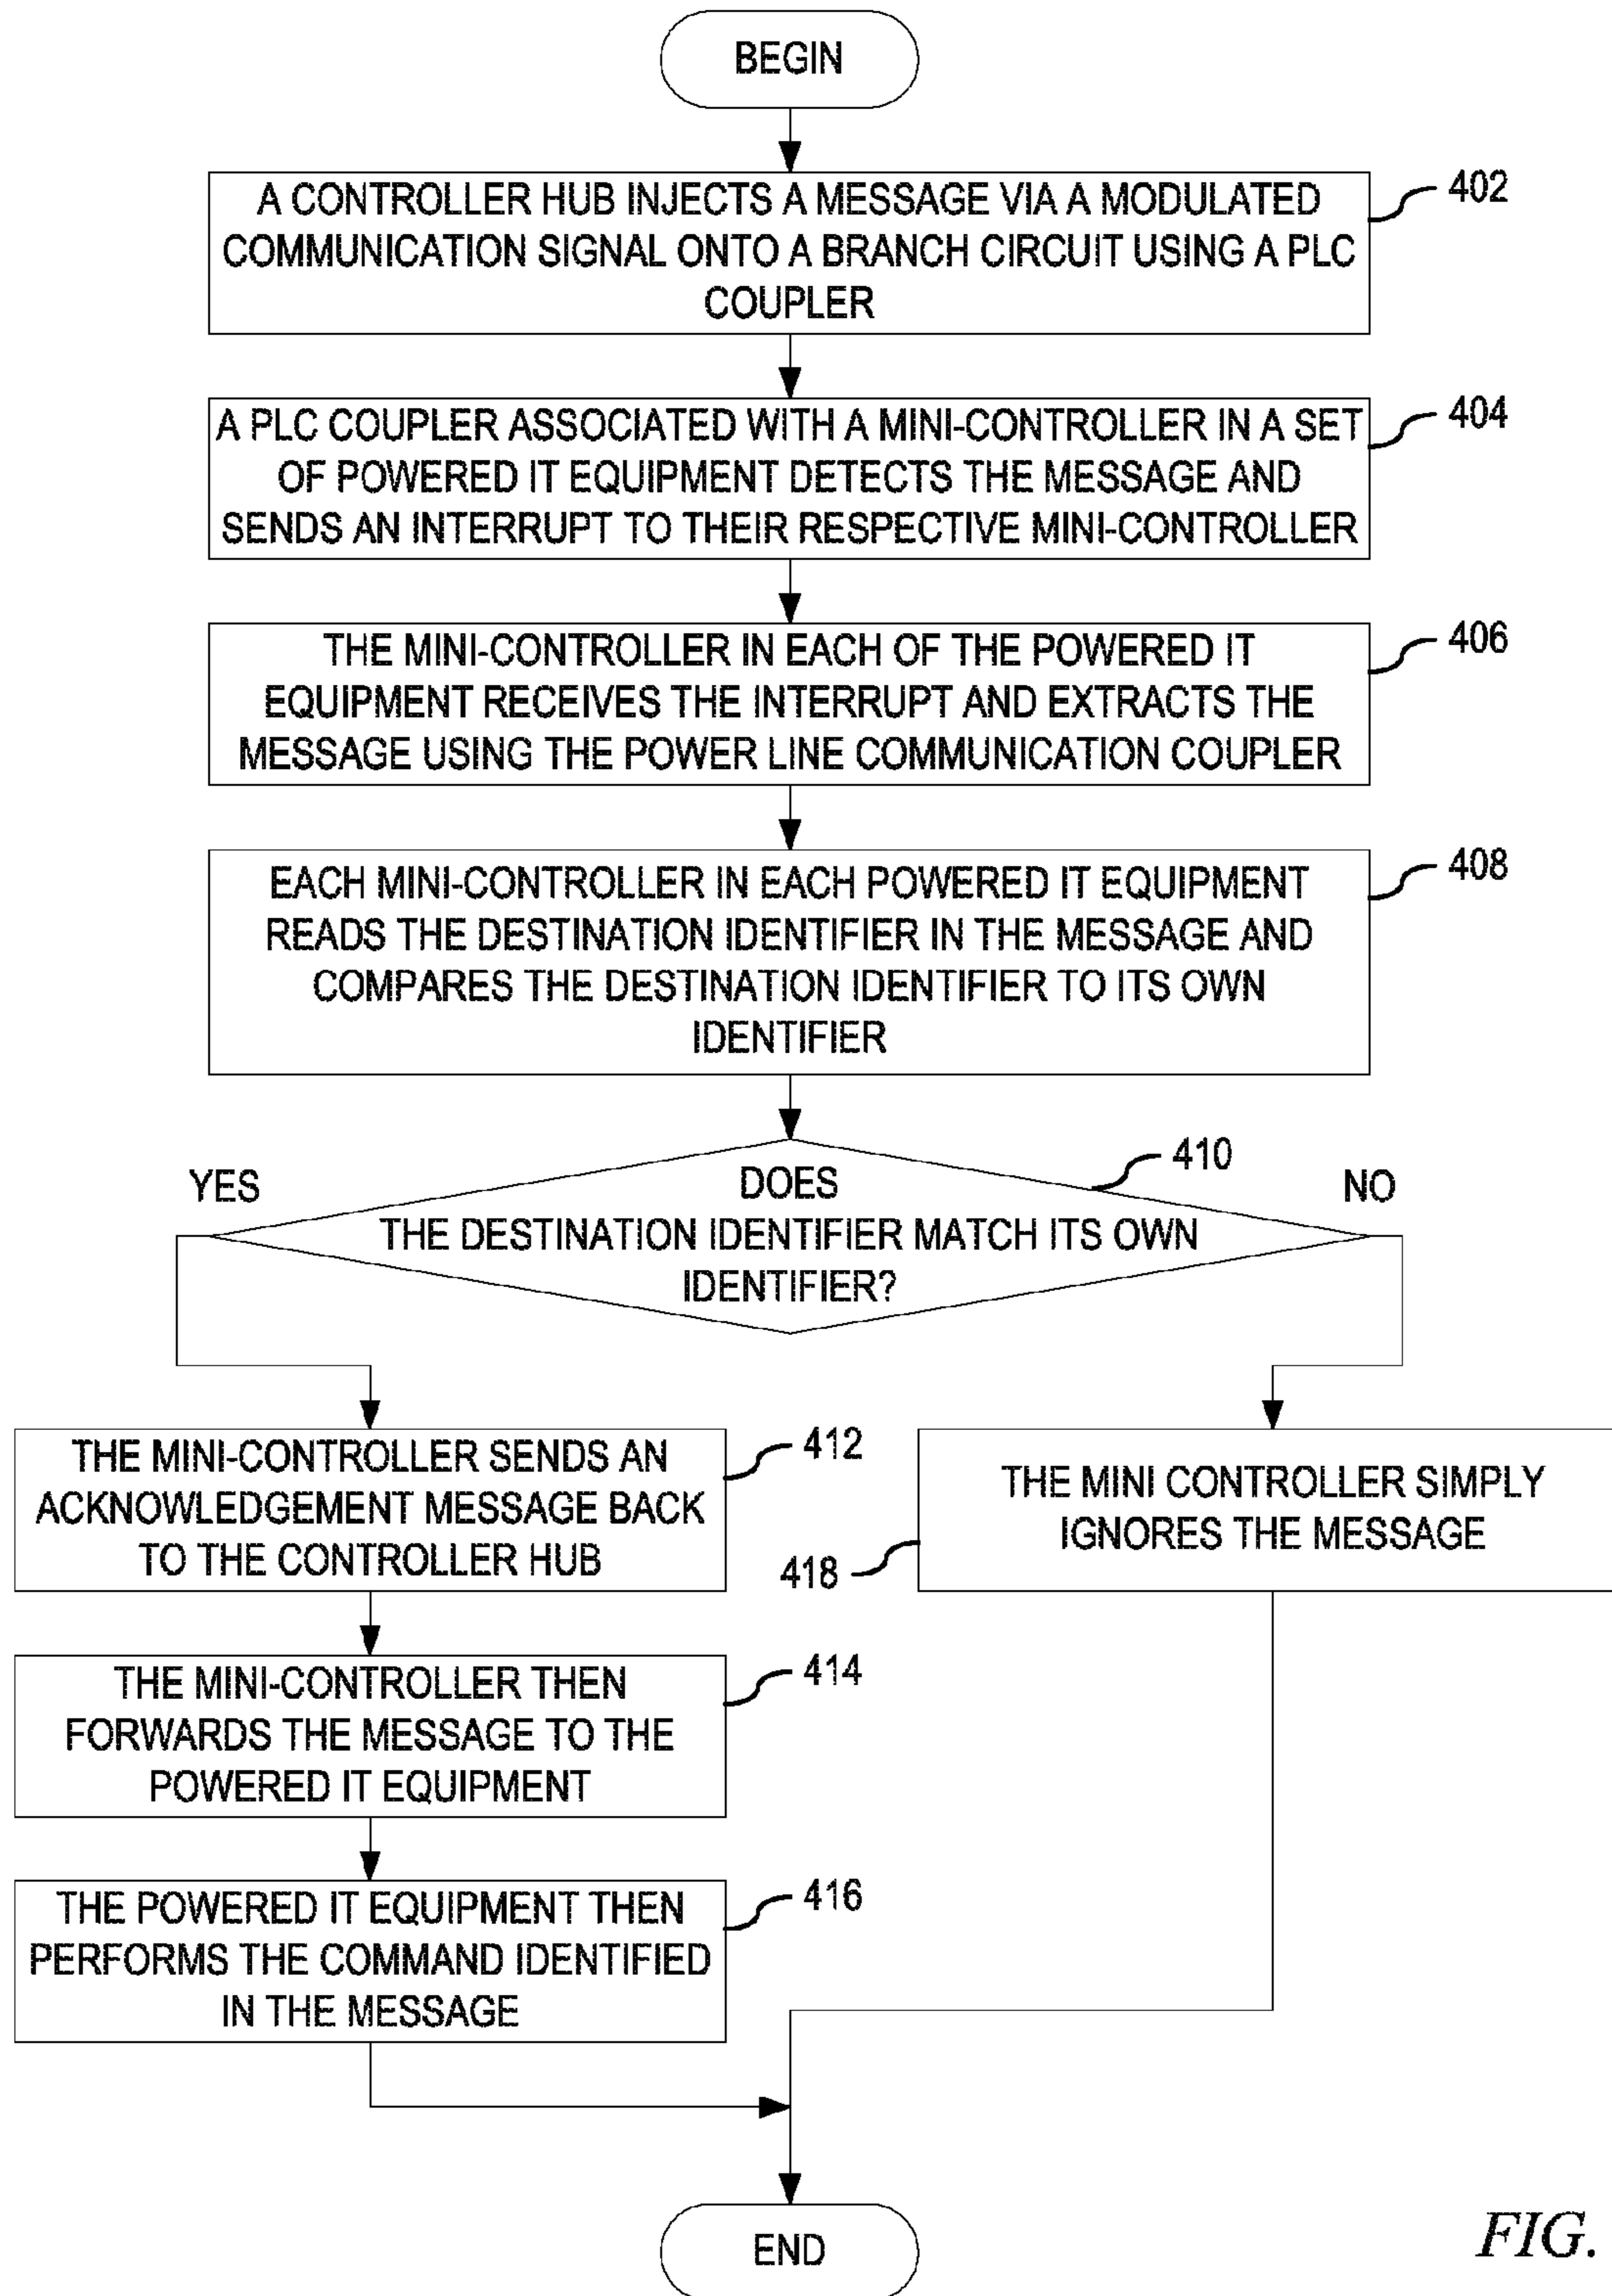 BEGIN
A CONTROLLER HUB INJECTS A MESSAGE VIA A MODULATED
COMMUNICATION SIGNAL ONTO A BRANCH CIRCUIT USING A PLC
COUPLER
402
A PLC COUPLER ASSOCIATED WITH A MINI-CONTROLLER IN A SET
OF POWERED IT EQUIPMENT DETECTS THE MESSAGE AND
SENDS AN INTERRUPT TO THEIR RESPECTIVE MINI-CONTROLLER
404
THE MINI-CONTROLLER IN EACH OF THE POWERED IT
EQUIPMENT RECEIVES THE INTERRUPT AND EXTRACTS THE
MESSAGE USING THE POWER LINE COMMUNICATION COUPLER
406
EACH MINI-CONTROLLER IN EACH POWERED IT EQUIPMENT
READS THE DESTINATION IDENTIFIER IN THE MESSAGE AND
COMPARES THE DESTINATION IDENTIFIER TO ITS OWN
IDENTIFIER
408
YES
DOES
THE DESTINATION IDENTIFIER MATCH ITS OWN
IDENTIFIER?
410
NO
THE MINI-CONTROLLER SENDS AN
ACKNOWLEDGEMENT MESSAGE BACK
TO THE CONTROLLER HUB
412
THE MINI CONTROLLER SIMPLY
IGNORES THE MESSAGE
418
THE MINI-CONTROLLER THEN
FORWARDS THE MESSAGE TO THE
POWERED IT EQUIPMENT
414
THE POWERED IT EQUIPMENT THEN
PERFORMS THE COMMAND IDENTIFIED
IN THE MESSAGE
416
END
FIG.